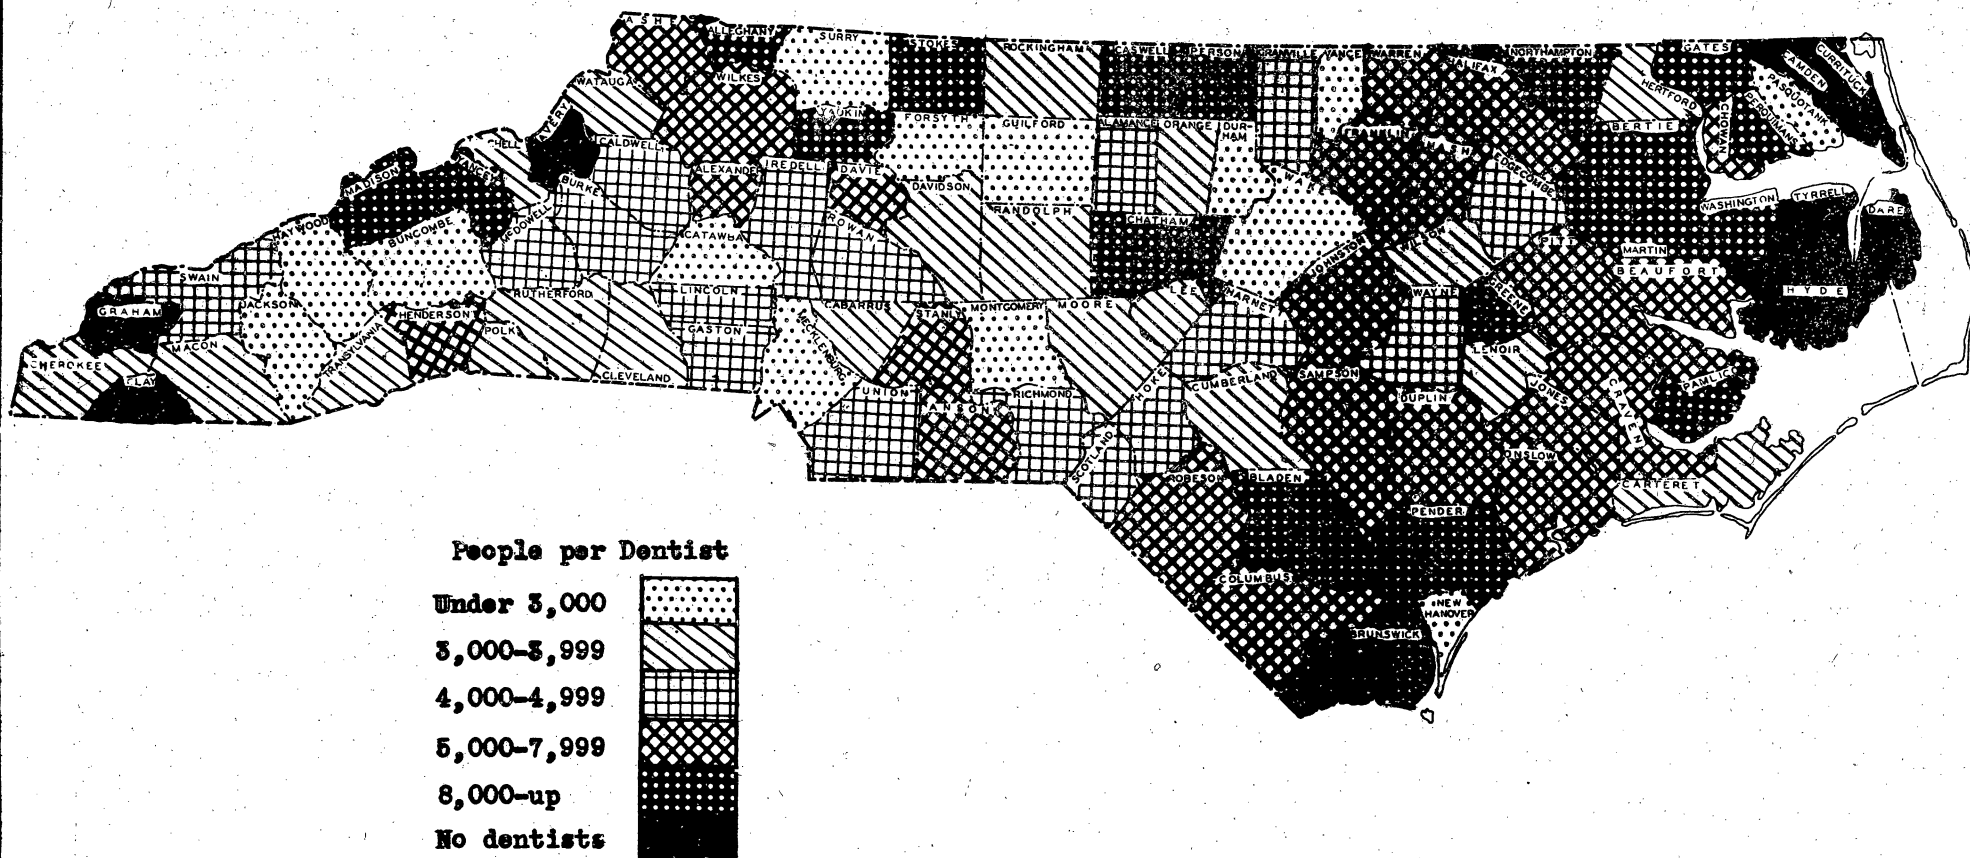 ASHE
ALLEGHANY
SURRY
STOKES
ROCKINGHAM
CASWELL
PERSON
GRANVILLE
VANCE
WARREN
HALIFAX
NORTHAMPTON
GATES
CURRITUCK
CAMDEN
PASQUOTANK
PERQUIMANS
CHOWAN
HERTFORD
BERTIE
WATAUGA
WILKES
YADKIN
FORSYTH
GUILFORD
ALAMANCE
ORANGE
DUR-
HAM
FRANKLIN
NASH
EDGECOMBE
AVERY
CHELL
CALDWELL
ALEXANDER
IREDELL
DAVIE
DAVIDSON
RANDOLPH
CHATHAM
WAKE
MADISON
YANCEY
BURKE
MCDOWELL
BUNCOMBE
HAYWOOD
CATAWBA
ROWAN
JOHNSTON
WILSON
PITT
MARTIN
WASHINGTON
TYRRELL
DARE
BEAUFORT
HYDE
SWAIN
GRAHAM
JACKSON
HENDERSON
RUTHERFORD
POLK
CLEVELAND
LINCOLN
GASTON
MECKLENBURG
CABARRUS
STANLY
MONTGOMERY
MOORE
LEE
HARNETT
WAYNE
GREENE
LENOIR
CRAVEN
PAMLICO
CHEROKEE
CLAY
MACON
TRANSYLVANIA
UNION
ANSON
RICHMOND
SCOTLAND
HOKE
CUMBERLAND
SAMPSON
DUPLIN
JONES
ONSLOW
CARTERET
ROBESON
BLADEN
PENDER
COLUMBUS
NEW
HANOVER
BRUNSWICK
People per Dentist
Under 3,000
3,000-3,999
4,000-4,999
5,000-7,999
8,000-up
No dentists